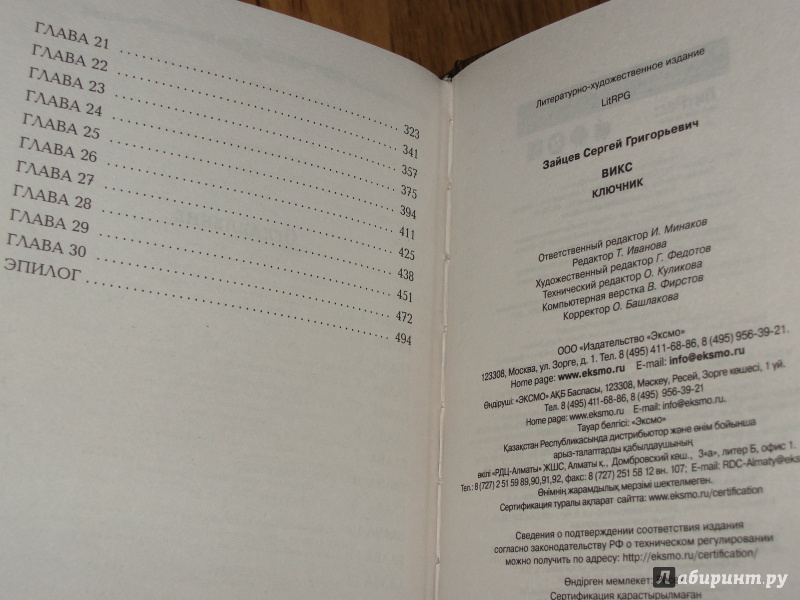 ГЛАВА 21 323
ГЛАВА 22 341
ГЛАВА 23 357
ГЛАВА 24 375
ГЛАВА 25 394
ГЛАВА 26 411
ГЛАВА 27 425
ГЛАВА 28 438
ГЛАВА 29 451
ГЛАВА 30 472
ЭПИЛОГ 494
Литературно-художественное издание
LitRPG
Зайцев Сергей Григорьевич
ВИКС
КЛЮЧНИК
Ответственный редактор И. Минаков
Редактор Т. Иванова
Художественный редактор Г. Федотов
Технический редактор О. Куликова
Компьютерная верстка В. Фирстов
Корректор О. Башлакова
ООО «Издательство «Эксмо»
123308, Москва, ул. Зорге, д. 1. Тел. 8 (495) 411-68-86, 8 (495) 956-39-21.
Home page: www.eksmo.ru E-mail: info@eksmo.ru
Өндіруші: «ЭКСМО» АҚБ Баспасы, 123308, Мәскеу, Ресей, Зорге көшесі, 1 үй.
Тел. 8 (495) 411-68-86, 8 (495) 956-39-21
Home page: www.eksmo.ru E-mail: info@eksmo.ru.
Тауар белгісі: «Эксмо»
Қазақстан Республикасында дистрибьютор және өнім бойынша
арыз-талаптарды қабылдаушының
өкілі «РДЦ-Алматы» ЖШС, Алматы қ., Домбровский көш., 3«а», литер Б, офис 1.
Тел.: 8 (727) 2 51 59 89,90,91,92, факс: 8 (727) 251 58 12 вн. 107; E-mail: RDC-Almaty@eks
Өнімнің жарамдылық мерзімі шектелмеген.
Сертификация туралы ақпарат сайтта: www.eksmo.ru/certification
Сведения о подтверждении соответствия издания
согласно законодательству РФ о техническом регулировании
можно получить по адресу: http://eksmo.ru/certification/
Өндірген мемлекет:
Сертификация қарастырылмаған
Лабиринт.ру